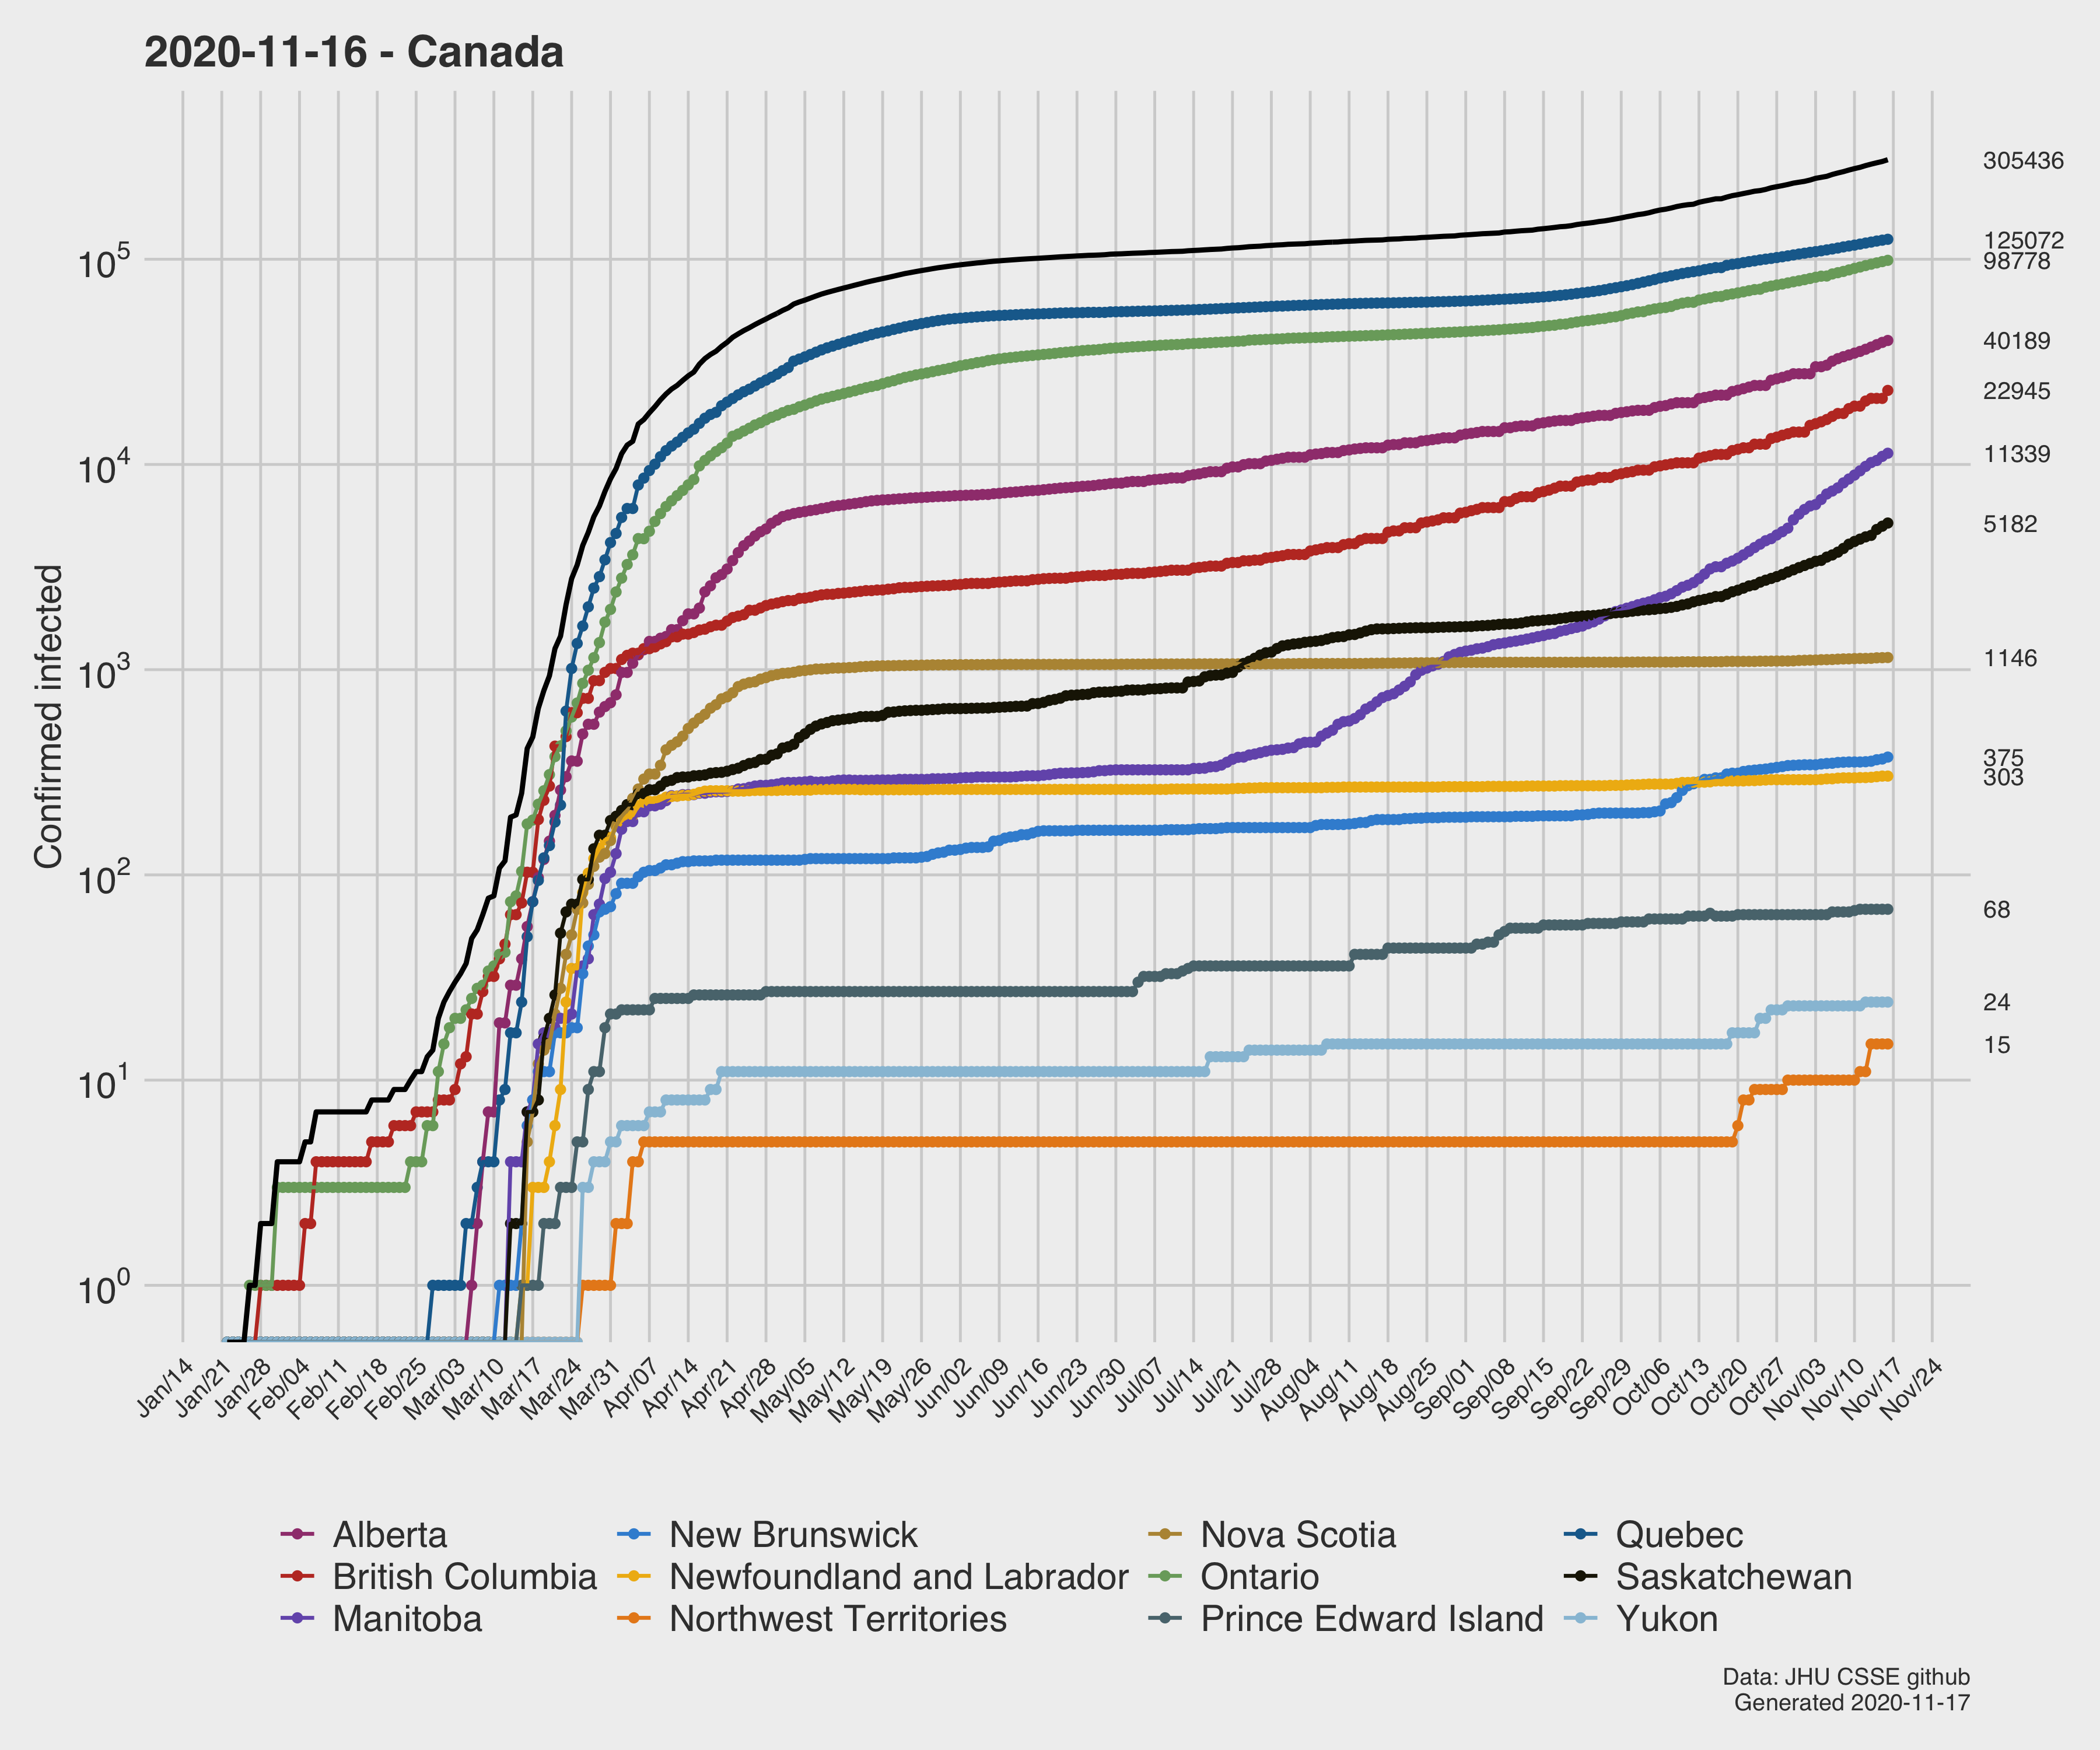 2020-11-16 - Canada
Confirmed infected
10^5
10^4
10^3
10^2
10^1
10^0
305436
125072
98778
40189
22945
11339
5182
1146
375
303
68
24
15
Jan/14
Jan/21
Jan/28
Feb/04
Feb/11
Feb/18
Feb/25
Mar/03
Mar/10
Mar/17
Mar/24
Mar/31
Apr/07
Apr/14
Apr/21
Apr/28
May/05
May/12
May/19
May/26
Jun/02
Jun/09
Jun/16
Jun/23
Jun/30
Jul/07
Jul/14
Jul/21
Jul/28
Aug/04
Aug/11
Aug/18
Aug/25
Sep/01
Sep/08
Sep/15
Sep/22
Sep/29
Oct/06
Oct/13
Oct/20
Oct/27
Nov/03
Nov/10
Nov/17
Nov/24
Alberta
British Columbia
Manitoba
New Brunswick
Newfoundland and Labrador
Northwest Territories
Nova Scotia
Ontario
Prince Edward Island
Quebec
Saskatchewan
Yukon
Data: JHU CSSE github
Generated 2020-11-17